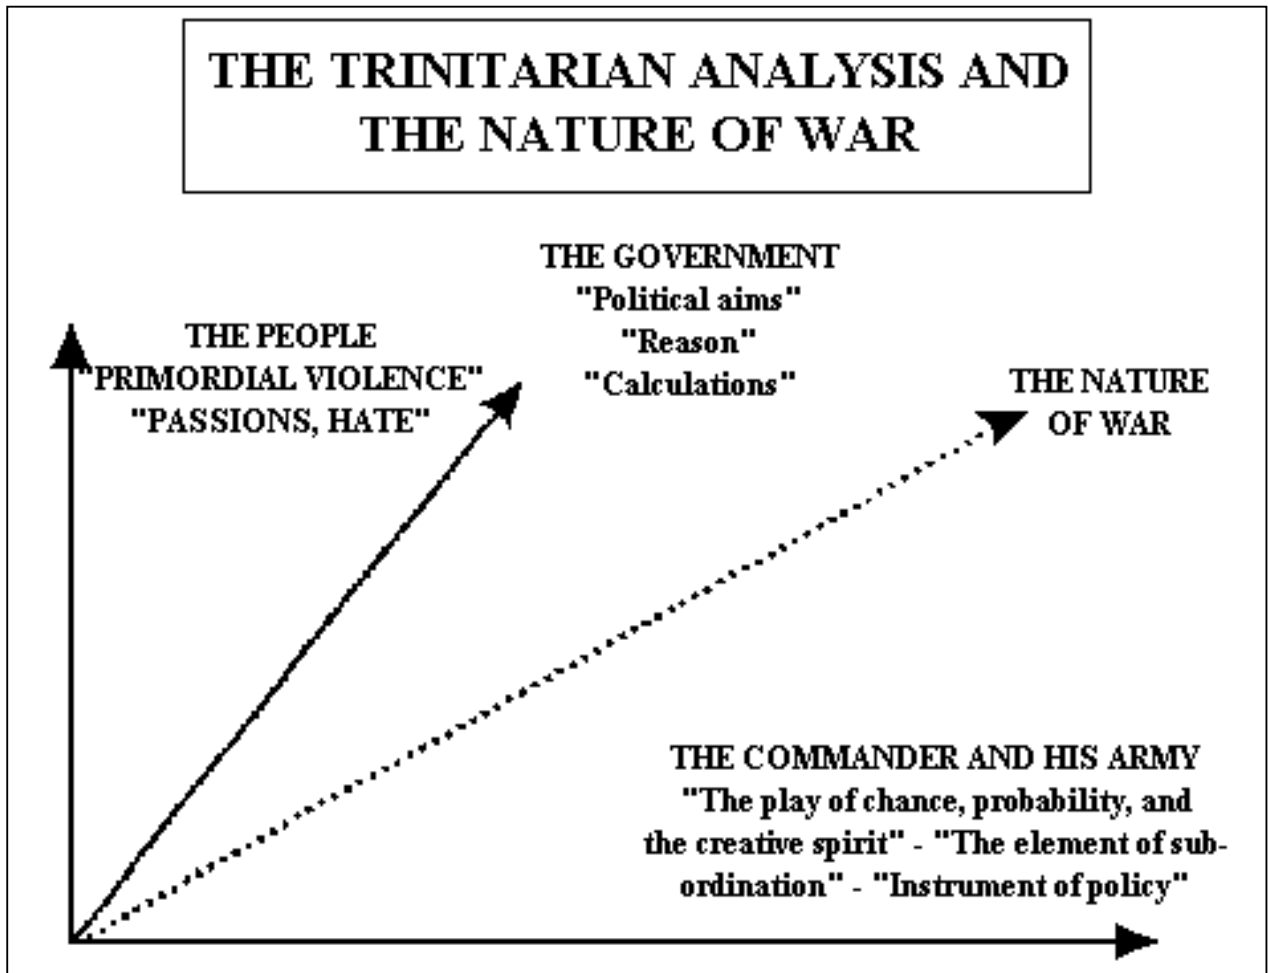 THE TRINITARIAN ANALYSIS AND
THE NATURE OF WAR
THE GOVERNMENT
"Political aims"
"Reason"
"Calculations"
THE PEOPLE
"PRIMORDIAL VIOLENCE"
"PASSIONS, HATE"
THE NATURE
OF WAR
THE COMMANDER AND HIS ARMY
"The play of chance, probability, and
the creative spirit" - "The element of sub-
ordination" - "Instrument of policy"